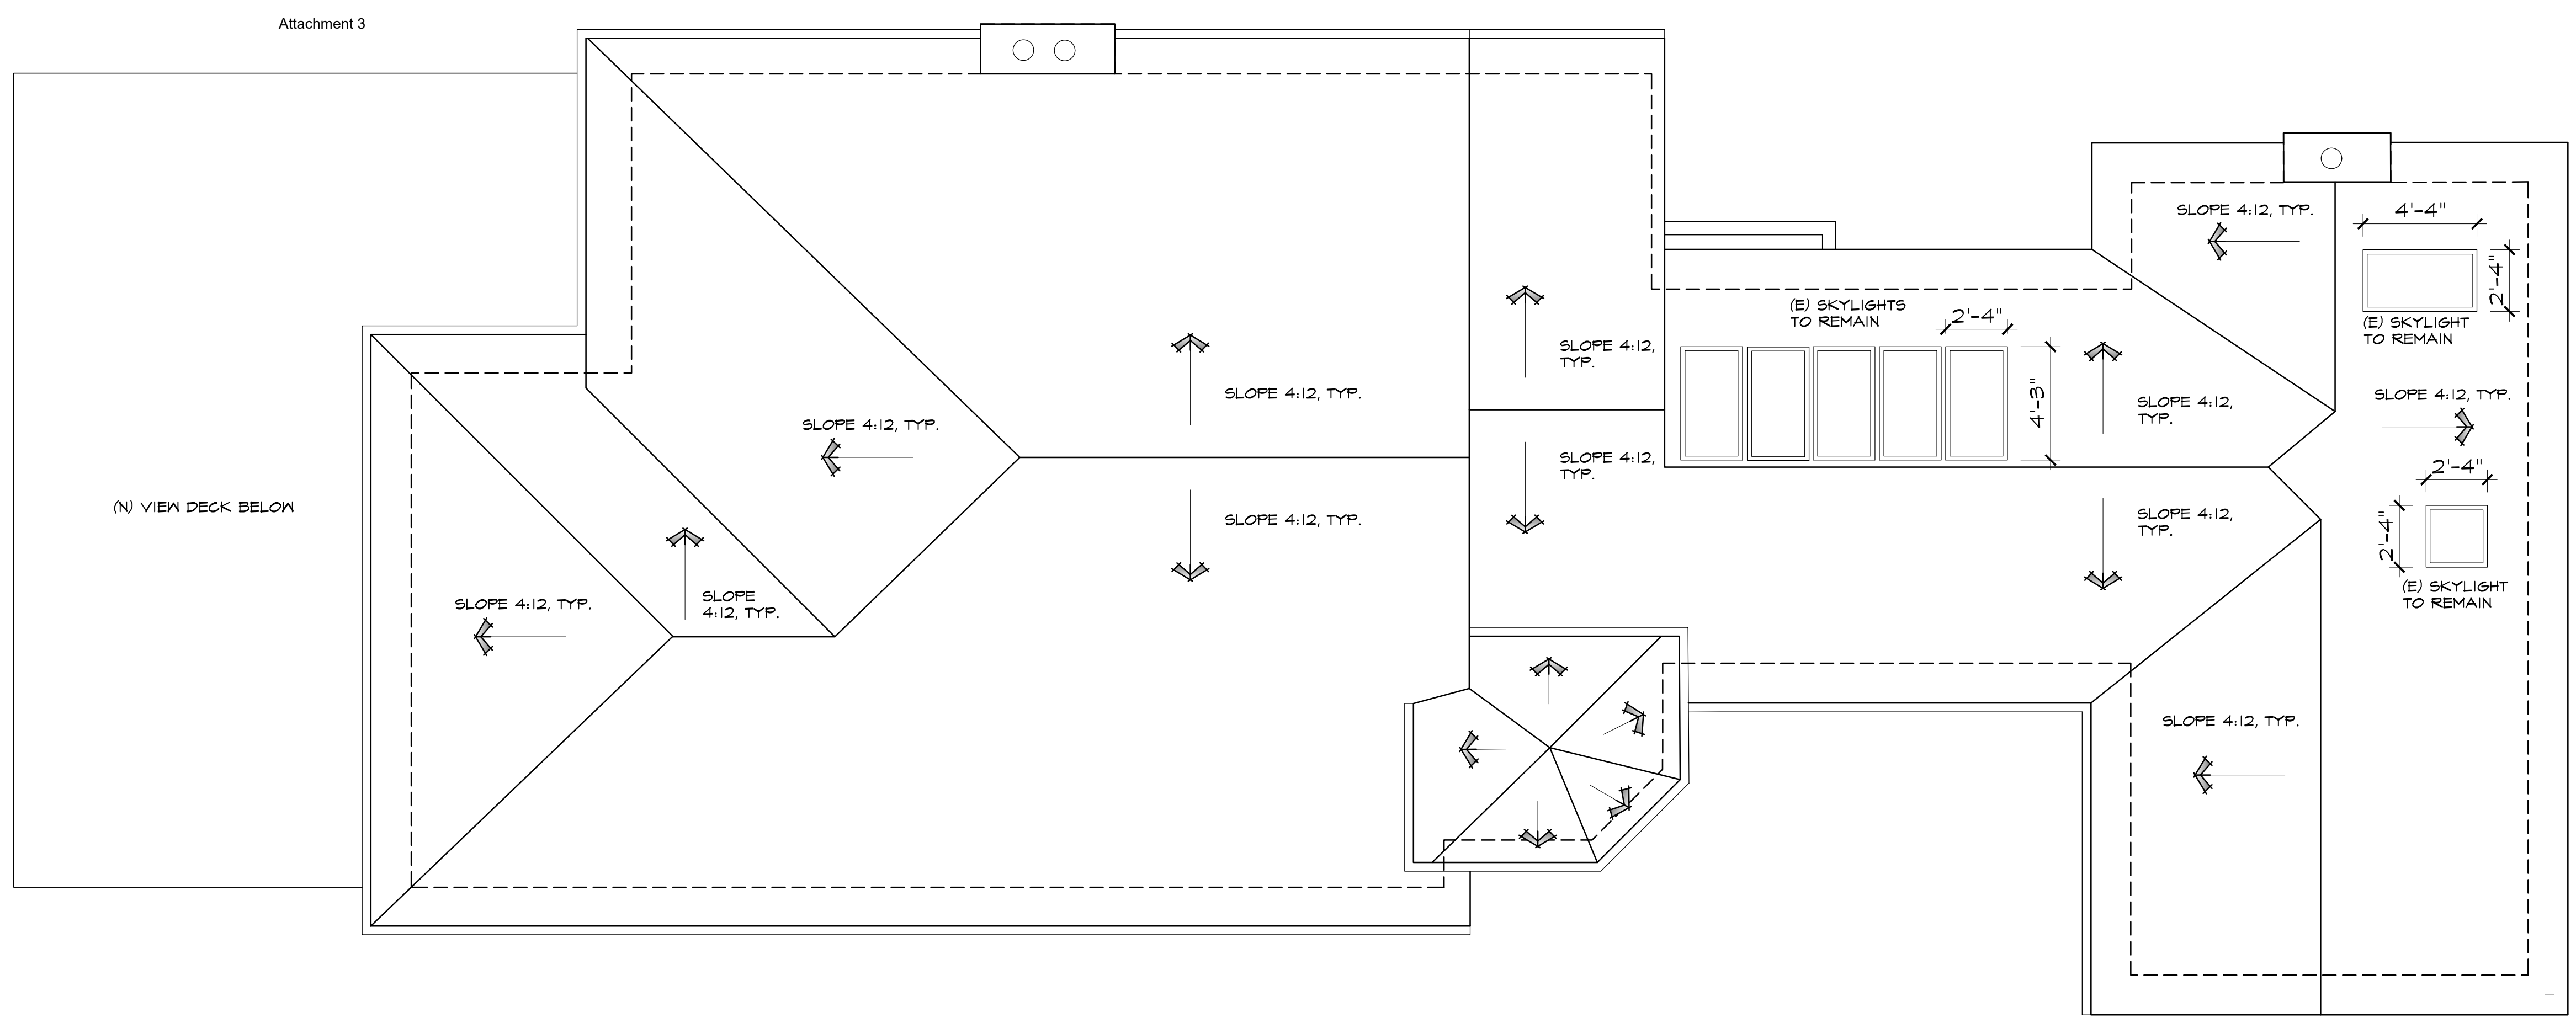 Attachment 3
(N) VIEW DECK BELOW
SLOPE 4:12, TYP.
SLOPE
4:12, TYP.
SLOPE 4:12, TYP.
SLOPE 4:12, TYP.
SLOPE 4:12, TYP.
SLOPE 4:12,
TYP.
SLOPE 4:12,
TYP.
(E) SKYLIGHTS
TO REMAIN
2'-4"
4'-3"
SLOPE 4:12,
TYP.
SLOPE 4:12,
TYP.
SLOPE 4:12, TYP.
4'-4"
2'-4"
(E) SKYLIGHT
TO REMAIN
SLOPE 4:12, TYP.
2'-4"
2'-4"
(E) SKYLIGHT
TO REMAIN
SLOPE 4:12, TYP.